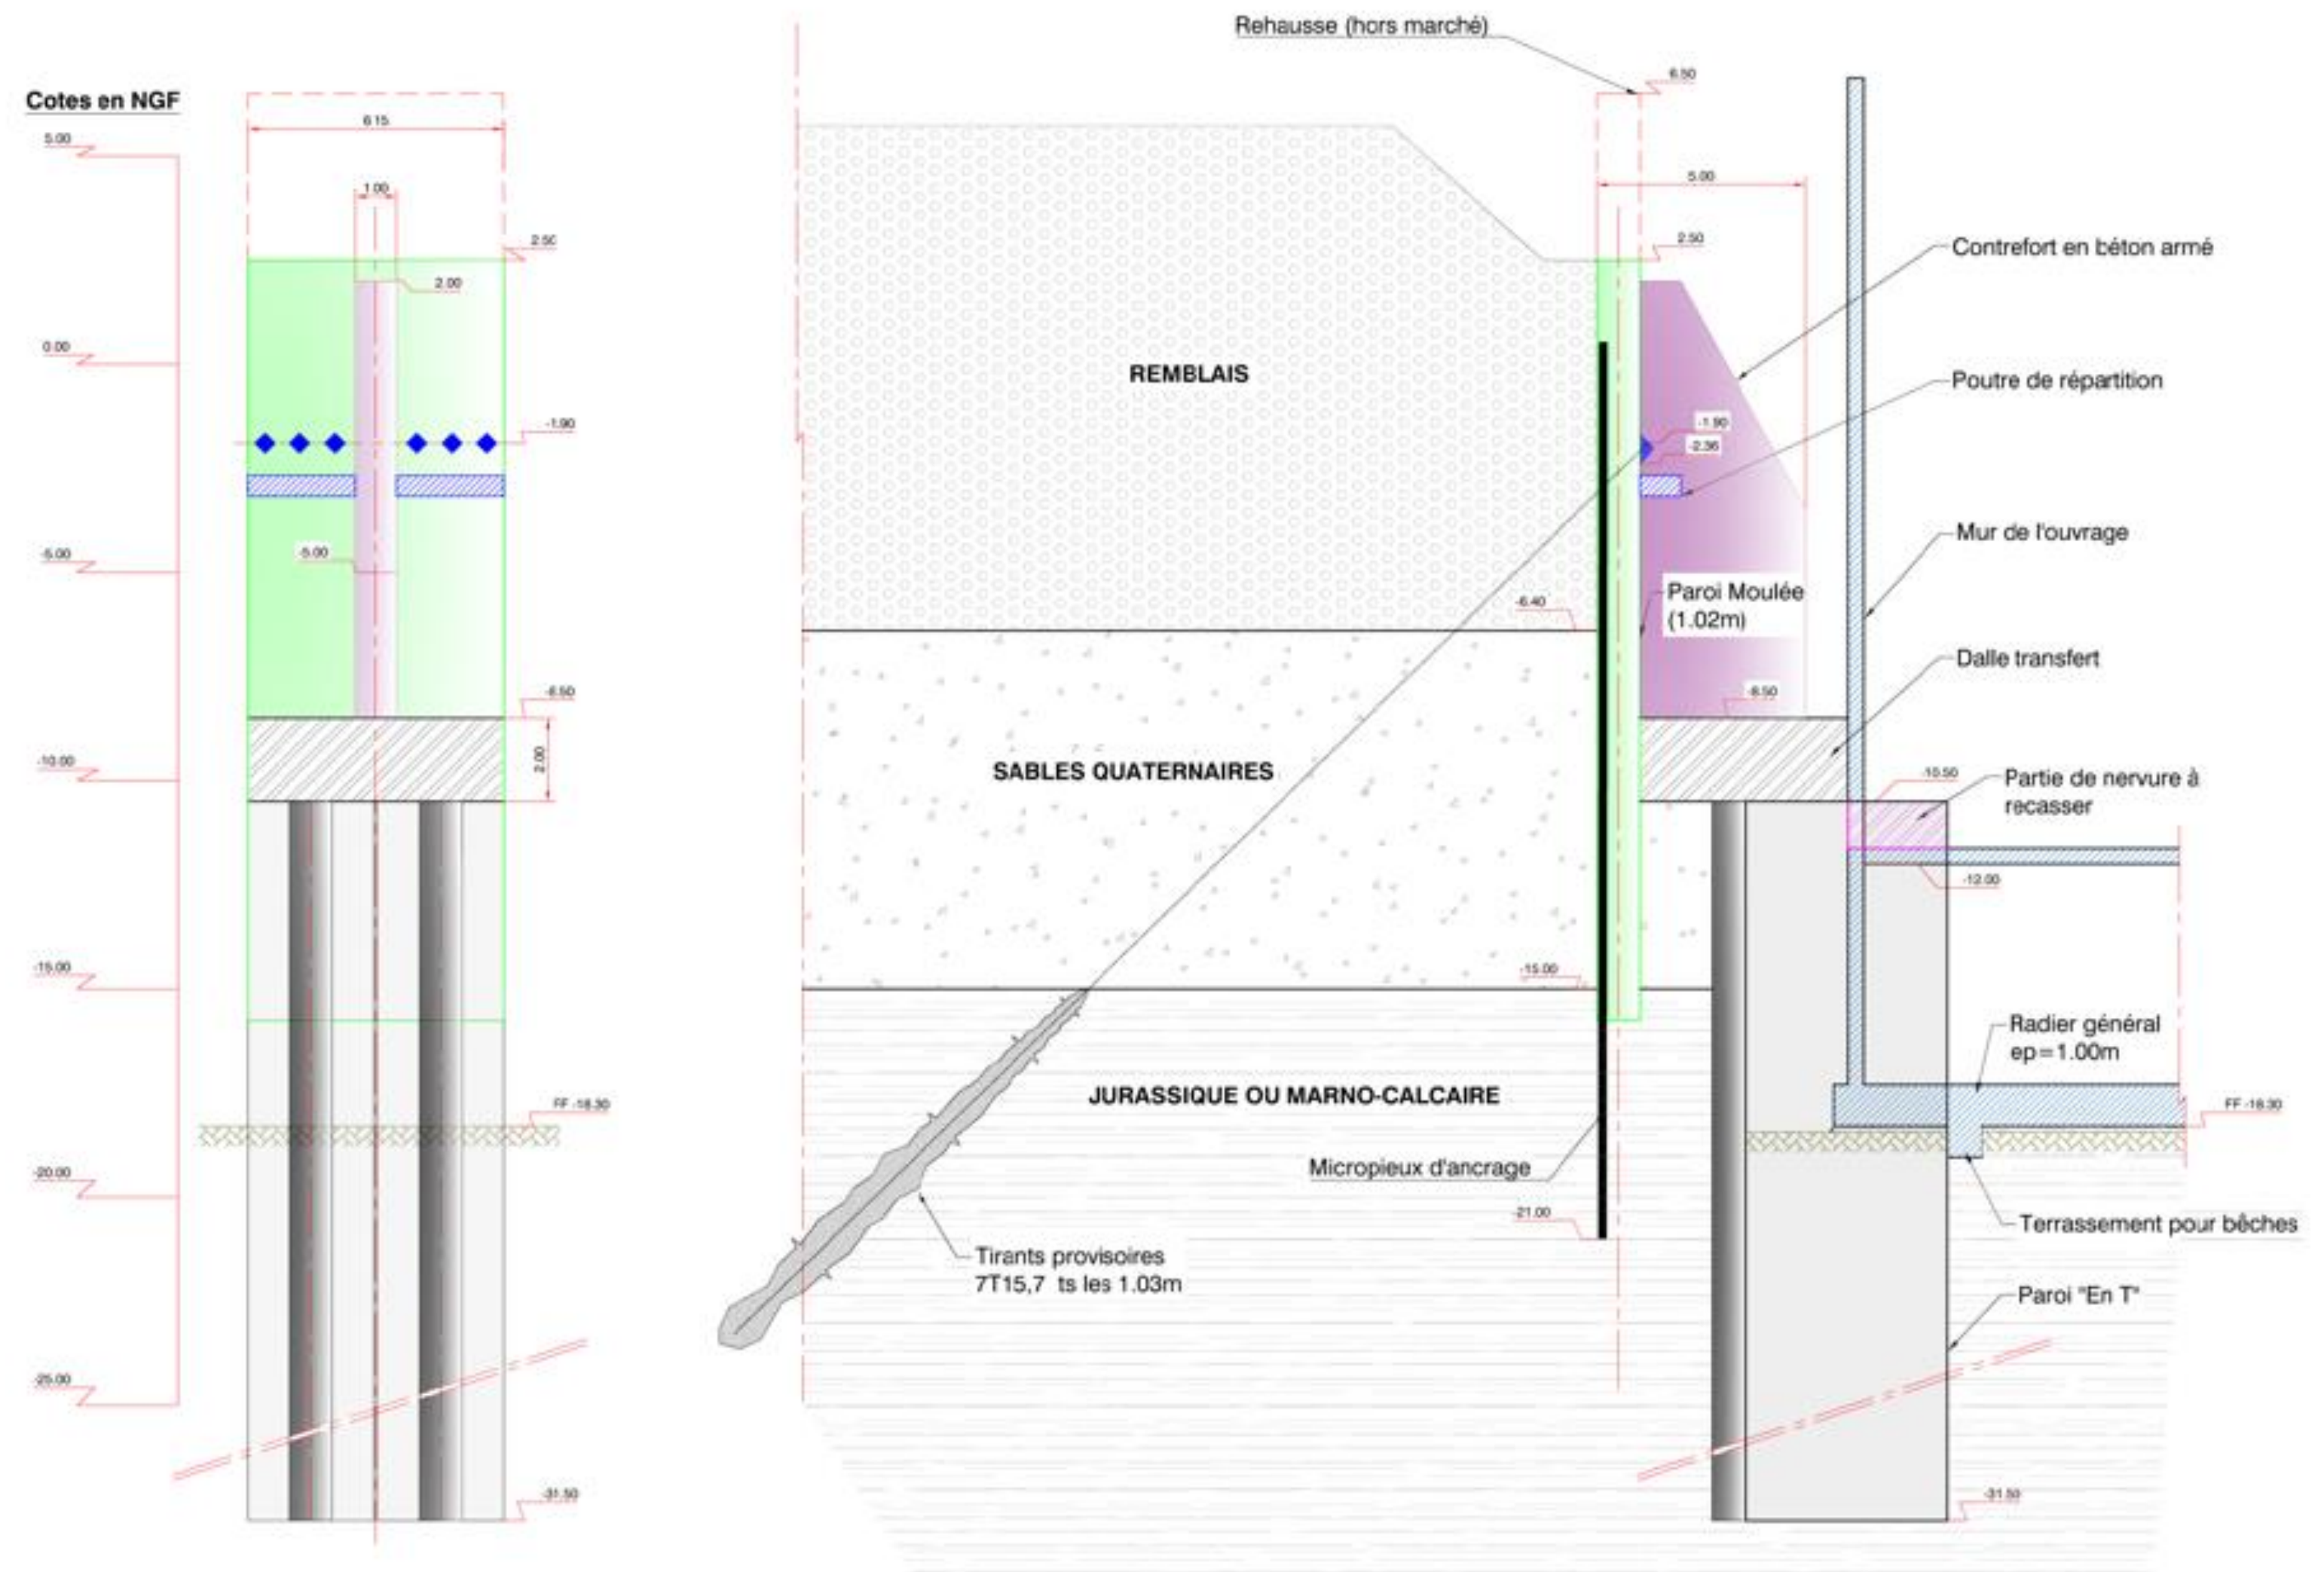 Cotes en NGF
5.00
0.00
-5.00
-10.00
-15.00
-20.00
-25.00
6.15
1.00
2.50
2.00
-1.90
-5.00
-8.50
2.00
FF -18.30
-31.50
Rehausse (hors marché)
6.50
5.00
2.50
Contrefort en béton armé
Poutre de répartition
REMBLAIS
-1.90
-2.36
Mur de l'ouvrage
Paroi Moulée
(1.02m)
-6.40
Dalle transfert
-8.50
SABLES QUATERNAIRES
-10.50
Partie de nervure à
recasser
-12.00
-15.00
Radier général
ep=1.00m
JURASSIQUE OU MARNO-CALCAIRE
FF -18.30
Micropieux d'ancrage
-21.00
Terrassement pour bêches
Tirants provisoires
7T15,7 ts les 1.03m
Paroi "En T"
-31.50